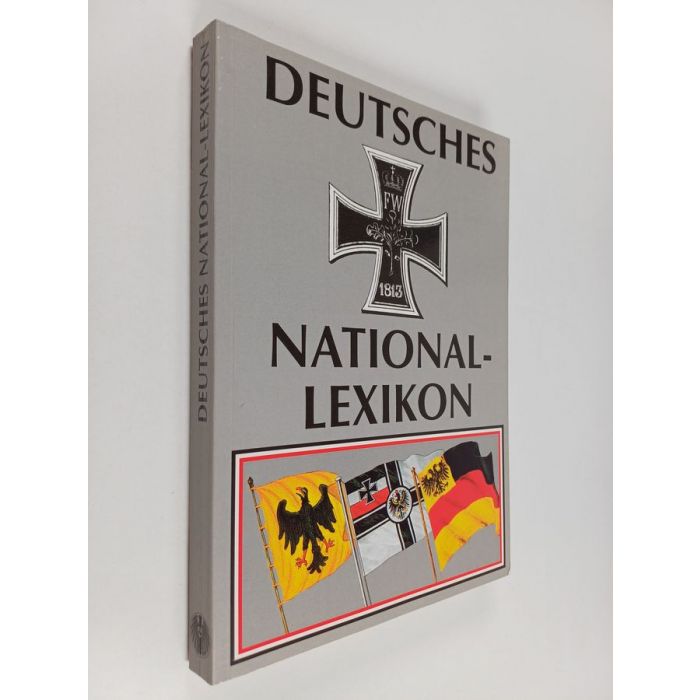 DEUTSCHES
FW
1813
NATIONAL-
LEXIKON
DEUTSCHES NATIONAL-LEXIKON